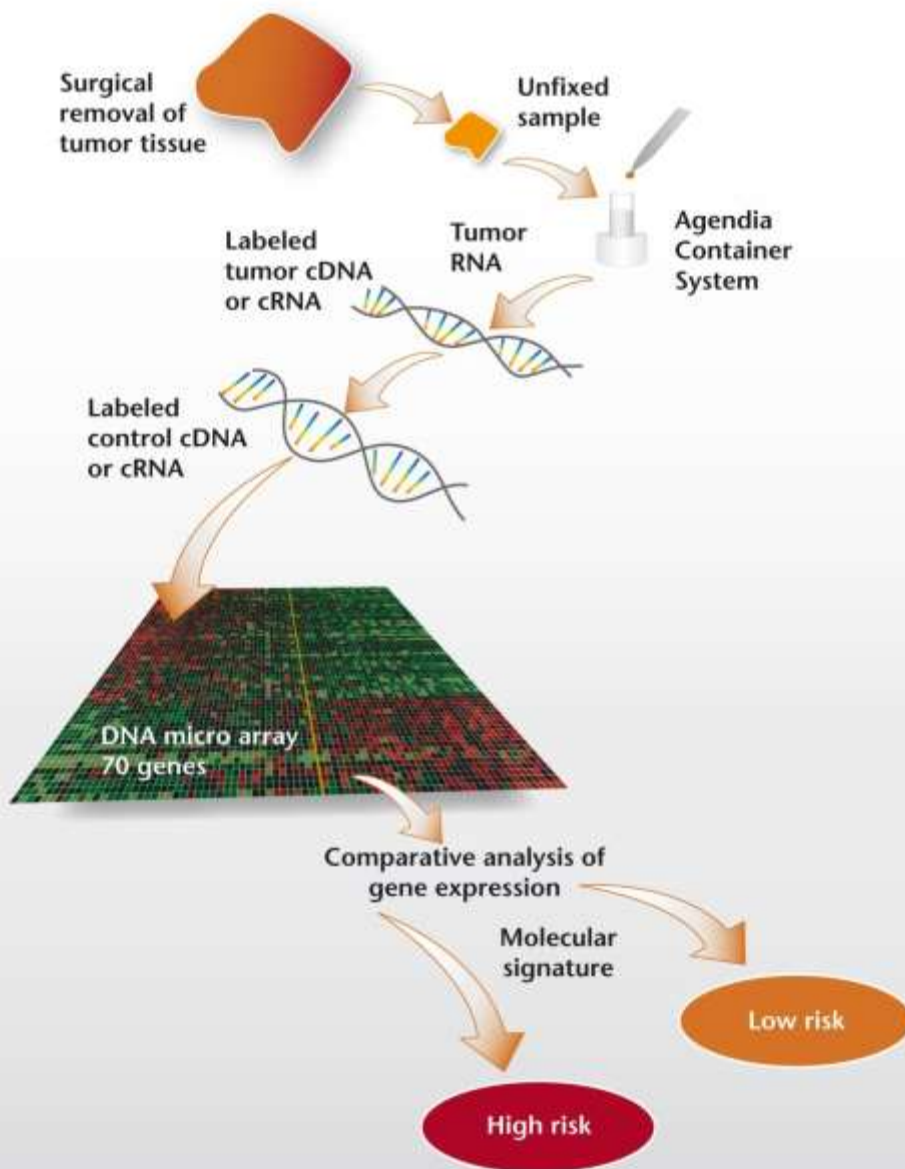 Surgical
removal of
tumor tissue
Unfixed
sample
Agendia
Container
System
Tumor
RNA
Labeled
tumor cDNA
or cRNA
Labeled
control cDNA
or cRNA
DNA micro array
70 genes
Comparative analysis of
gene expression
Molecular
signature
Low risk
High risk